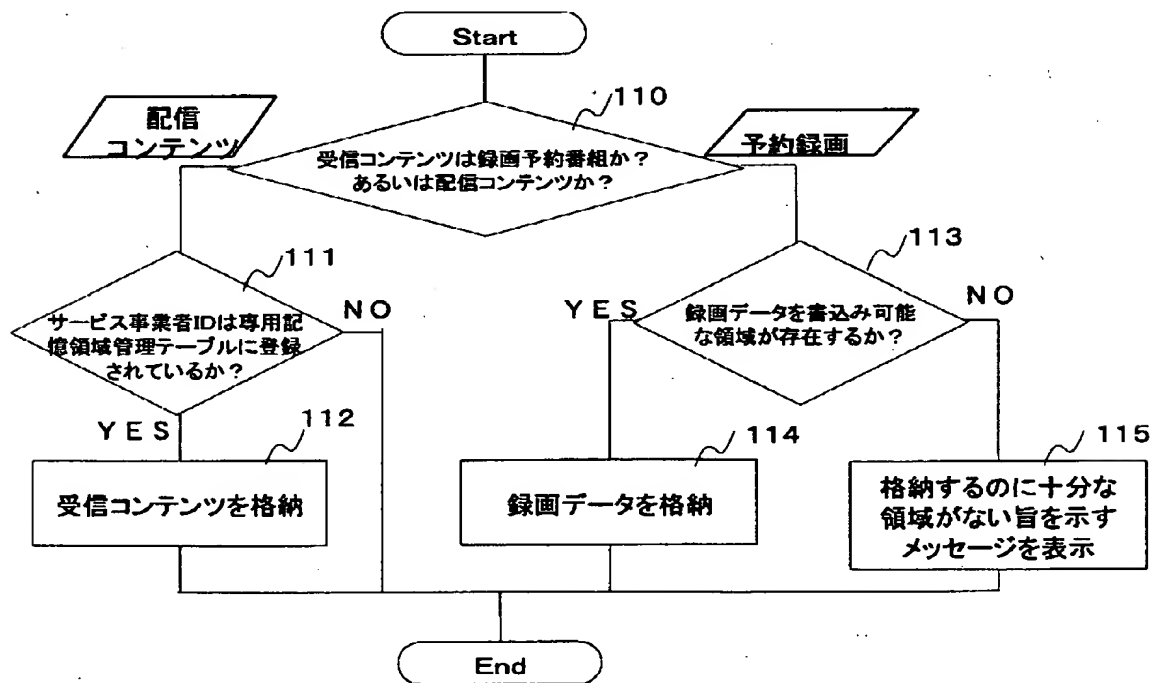 Start
110
配信
コンテンツ
予約録画
受信コンテンツは録画予約番組か？
あるいは配信コンテンツか？
111
113
サービス事業者IDは専用記
憶領域管理テーブルに登録
されているか？
NO
YES
録画データを書込み可能
な領域が存在するか？
NO
YES
112
114
115
受信コンテンツを格納
録画データを格納
格納するのに十分な
領域がない旨を示す
メッセージを表示
End